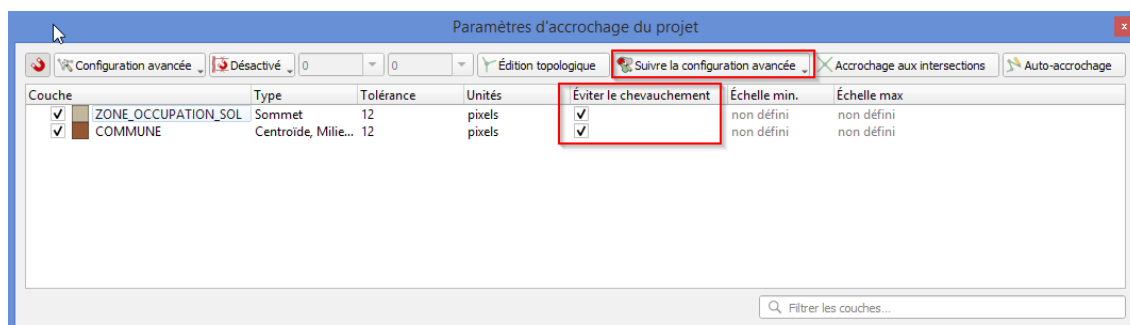 Paramètres d'accrochage du projet
x
Configuration avancée Désactivé 0 0 Édition topologique Suivre la configuration avancée Accrochage aux intersections Auto-accrochage
Couche Type Tolérance Unités Éviter le chevauchement Échelle min. Échelle max
ZONE_OCCUPATION_SOL Sommet 12 pixels non défini non défini
COMMUNE Centroïde, Milie... 12 pixels non défini non défini
Filtrer les couches...